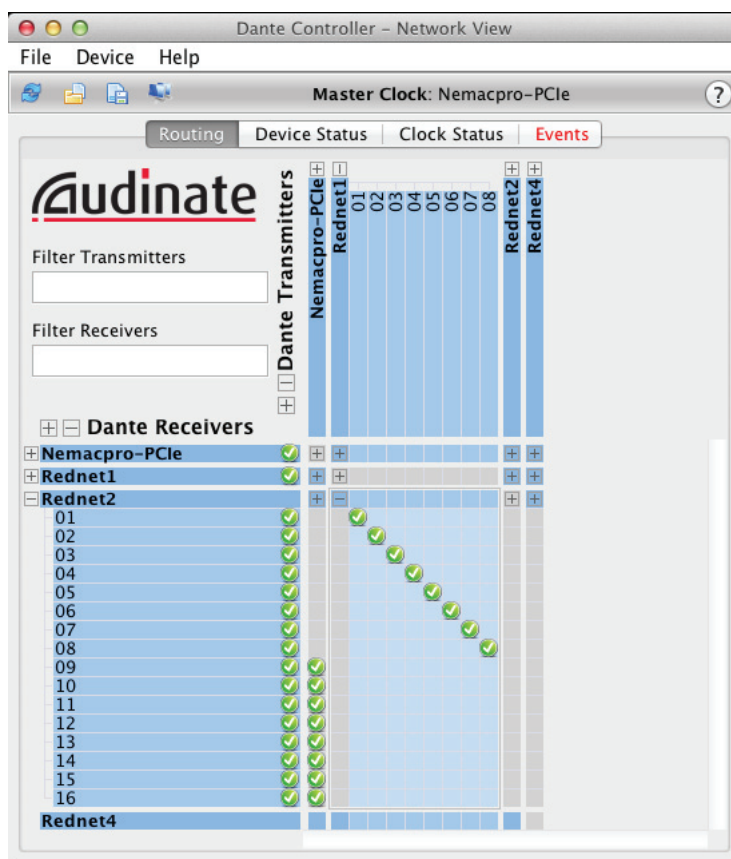 Dante Controller – Network View
File Device Help
Master Clock: Nemacpro-PCIe
?
Routing Device Status Clock Status Events
Audinate
Filter Transmitters
Filter Receivers
Dante Transmitters
Nemacpro-PCIe
Rednet1
01
02
03
04
05
06
07
08
Rednet2
Rednet4
Dante Receivers
Nemacpro-PCIe
Rednet1
Rednet2
01
02
03
04
05
06
07
08
09
10
11
12
13
14
15
16
Rednet4